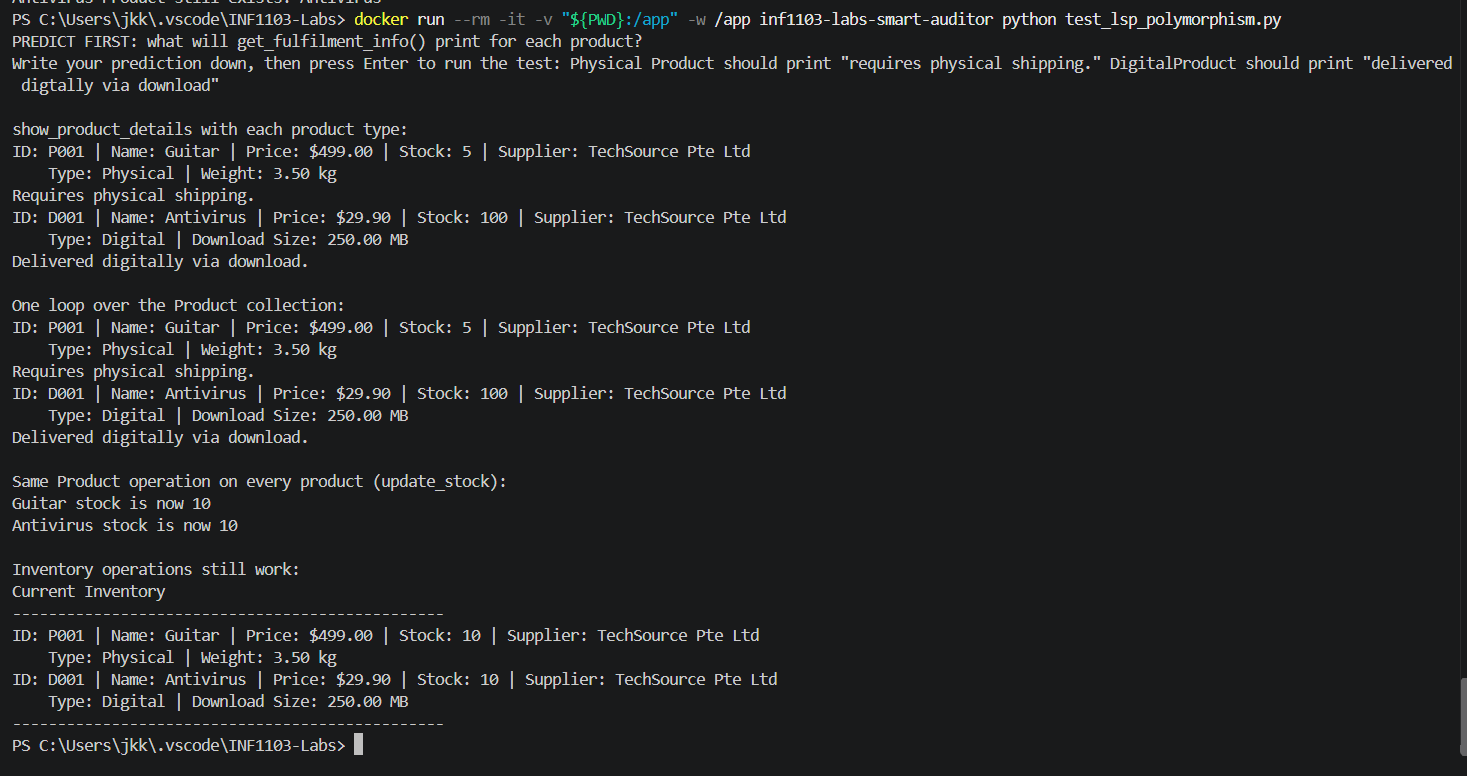 PS C:\Users\jkk\.vscode\INF1103-Labs> docker run --rm -it -v "${PWD}:/app" -w /app inf1103-labs-smart-auditor python test_lsp_polymorphism.py
PREDICT FIRST: what will get_fulfilment_info() print for each product?
Write your prediction down, then press Enter to run the test: Physical Product should print "requires physical shipping." DigitalProduct should print "delivered
 digtally via download"

show_product_details with each product type:
ID: P001 | Name: Guitar | Price: $499.00 | Stock: 5 | Supplier: TechSource Pte Ltd
    Type: Physical | Weight: 3.50 kg
Requires physical shipping.
ID: D001 | Name: Antivirus | Price: $29.90 | Stock: 100 | Supplier: TechSource Pte Ltd
    Type: Digital | Download Size: 250.00 MB
Delivered digitally via download.

One loop over the Product collection:
ID: P001 | Name: Guitar | Price: $499.00 | Stock: 5 | Supplier: TechSource Pte Ltd
    Type: Physical | Weight: 3.50 kg
Requires physical shipping.
ID: D001 | Name: Antivirus | Price: $29.90 | Stock: 100 | Supplier: TechSource Pte Ltd
    Type: Digital | Download Size: 250.00 MB
Delivered digitally via download.

Same Product operation on every product (update_stock):
Guitar stock is now 10
Antivirus stock is now 10

Inventory operations still work:
Current Inventory
------------------------------------------------
ID: P001 | Name: Guitar | Price: $499.00 | Stock: 10 | Supplier: TechSource Pte Ltd
    Type: Physical | Weight: 3.50 kg
ID: D001 | Name: Antivirus | Price: $29.90 | Stock: 10 | Supplier: TechSource Pte Ltd
    Type: Digital | Download Size: 250.00 MB
------------------------------------------------
PS C:\Users\jkk\.vscode\INF1103-Labs>